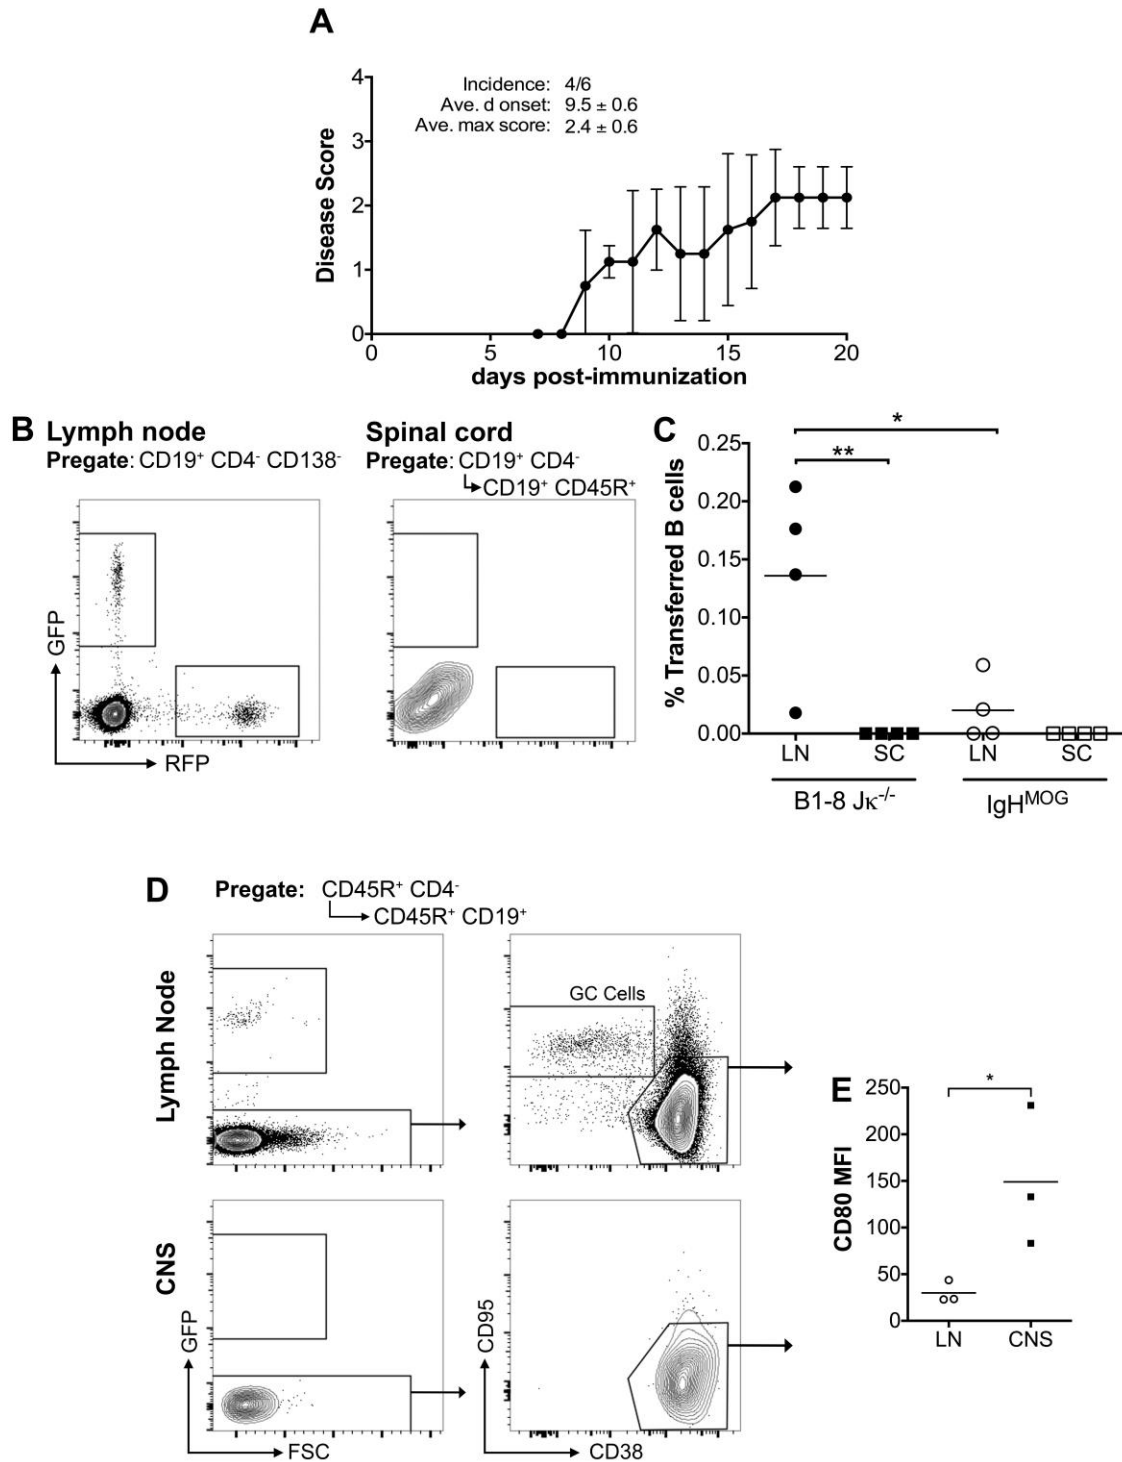 A
Incidence: 4/6
Ave. d onset: 9.5 ± 0.6
Ave. max score: 2.4 ± 0.6
Disease Score
4
3
2
1
0
0 5 10 15 20
days post-immunization
B
Lymph node
Pregate: CD19⁺ CD4⁻ CD138⁻
Spinal cord
Pregate: CD19⁺ CD4⁻
CD19⁺ CD45R⁺
GFP
RFP
C
% Transferred B cells
0.25
0.20
0.15
0.10
0.05
0.00
*
**
LN SC LN SC
B1-8 Jκ⁻/⁻ IgHᴹᴼᴳ
D
Pregate: CD45R⁺ CD4⁻
CD45R⁺ CD19⁺
Lymph Node
GC Cells
CNS
GFP
FSC
CD95
CD38
E
CD80 MFI
250
200
150
100
50
0
*
LN CNS